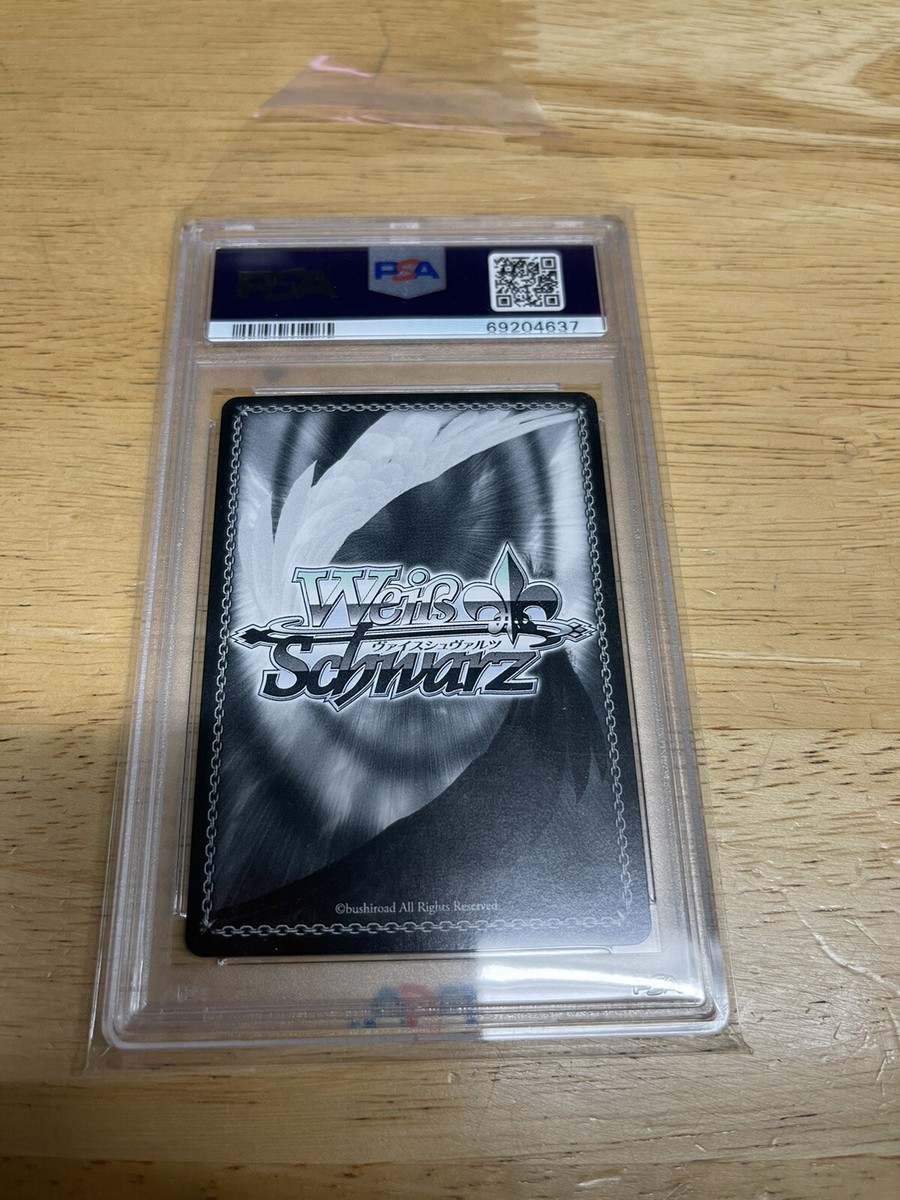 PSA
PSA
69204637
Weiß
ヴァイスシュヴァルツ
Schwarz
©bushiroad All Rights Reserved.
PSA